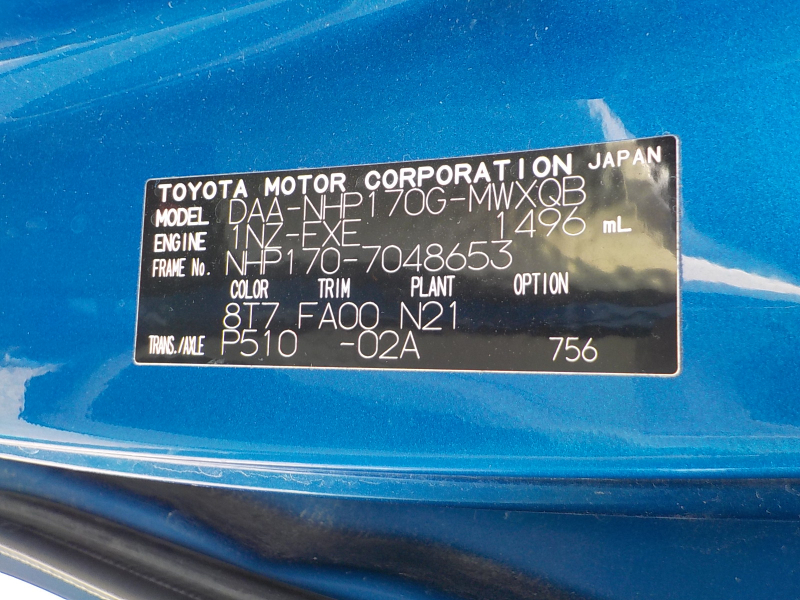 TOYOTA MOTOR CORPORATION JAPAN
MODEL DAA-NHP170G-MWXQB
ENGINE 1NZ-EXE 1496 mL
FRAME No. NHP170-7048653
COLOR TRIM PLANT OPTION
8T7 FA00 N21
TRANS./AXLE P510 -02A 756